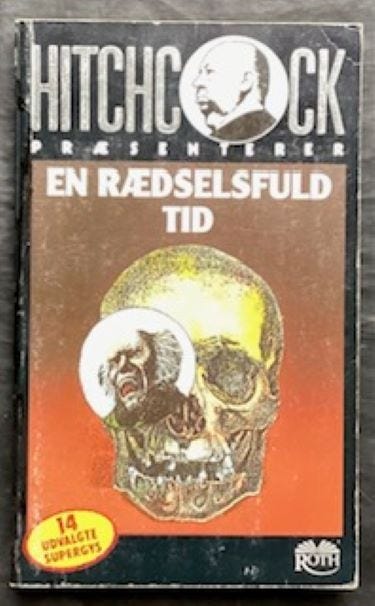 HITCHCOCK
PRÆSENTERER
EN RÆDSELSFULD
TID
14
UDVALGTE
SUPERGYS
ROTH